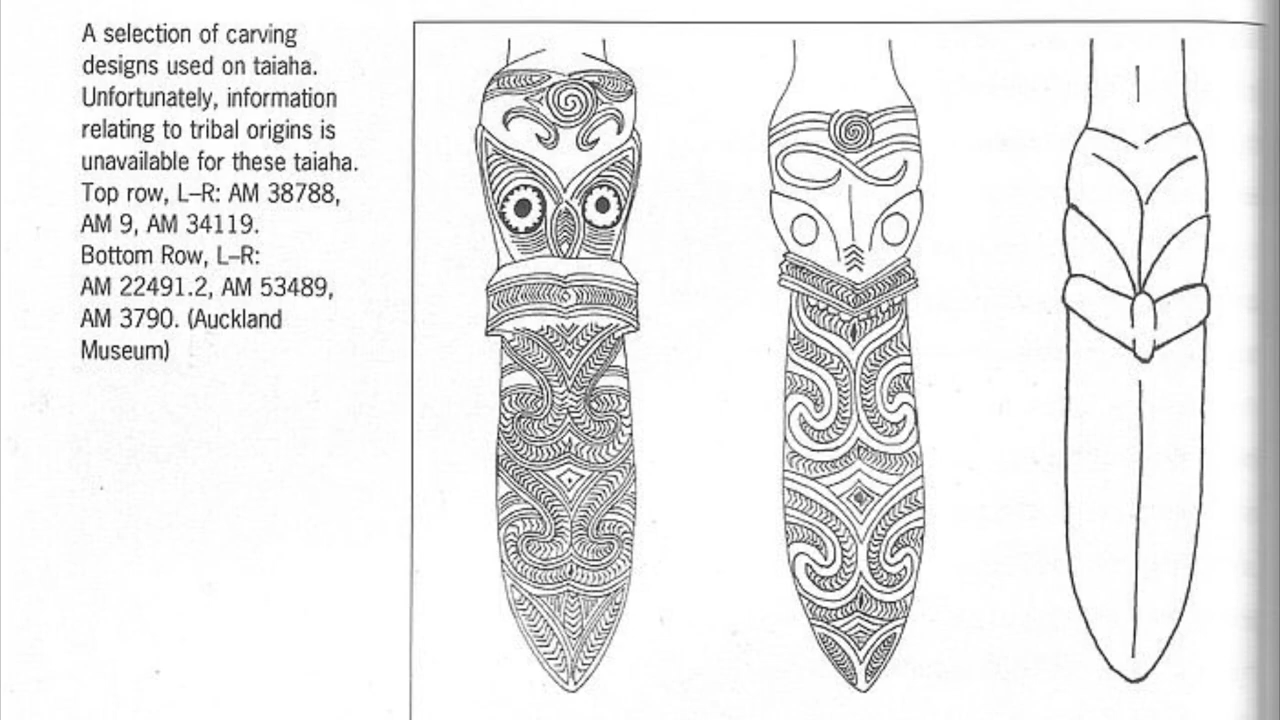 A selection of carving
designs used on taiaha.
Unfortunately, information
relating to tribal origins is
unavailable for these taiaha.
Top row, L–R: AM 38788,
AM 9, AM 34119.
Bottom Row, L–R:
AM 22491.2, AM 53489,
AM 3790. (Auckland
Museum)